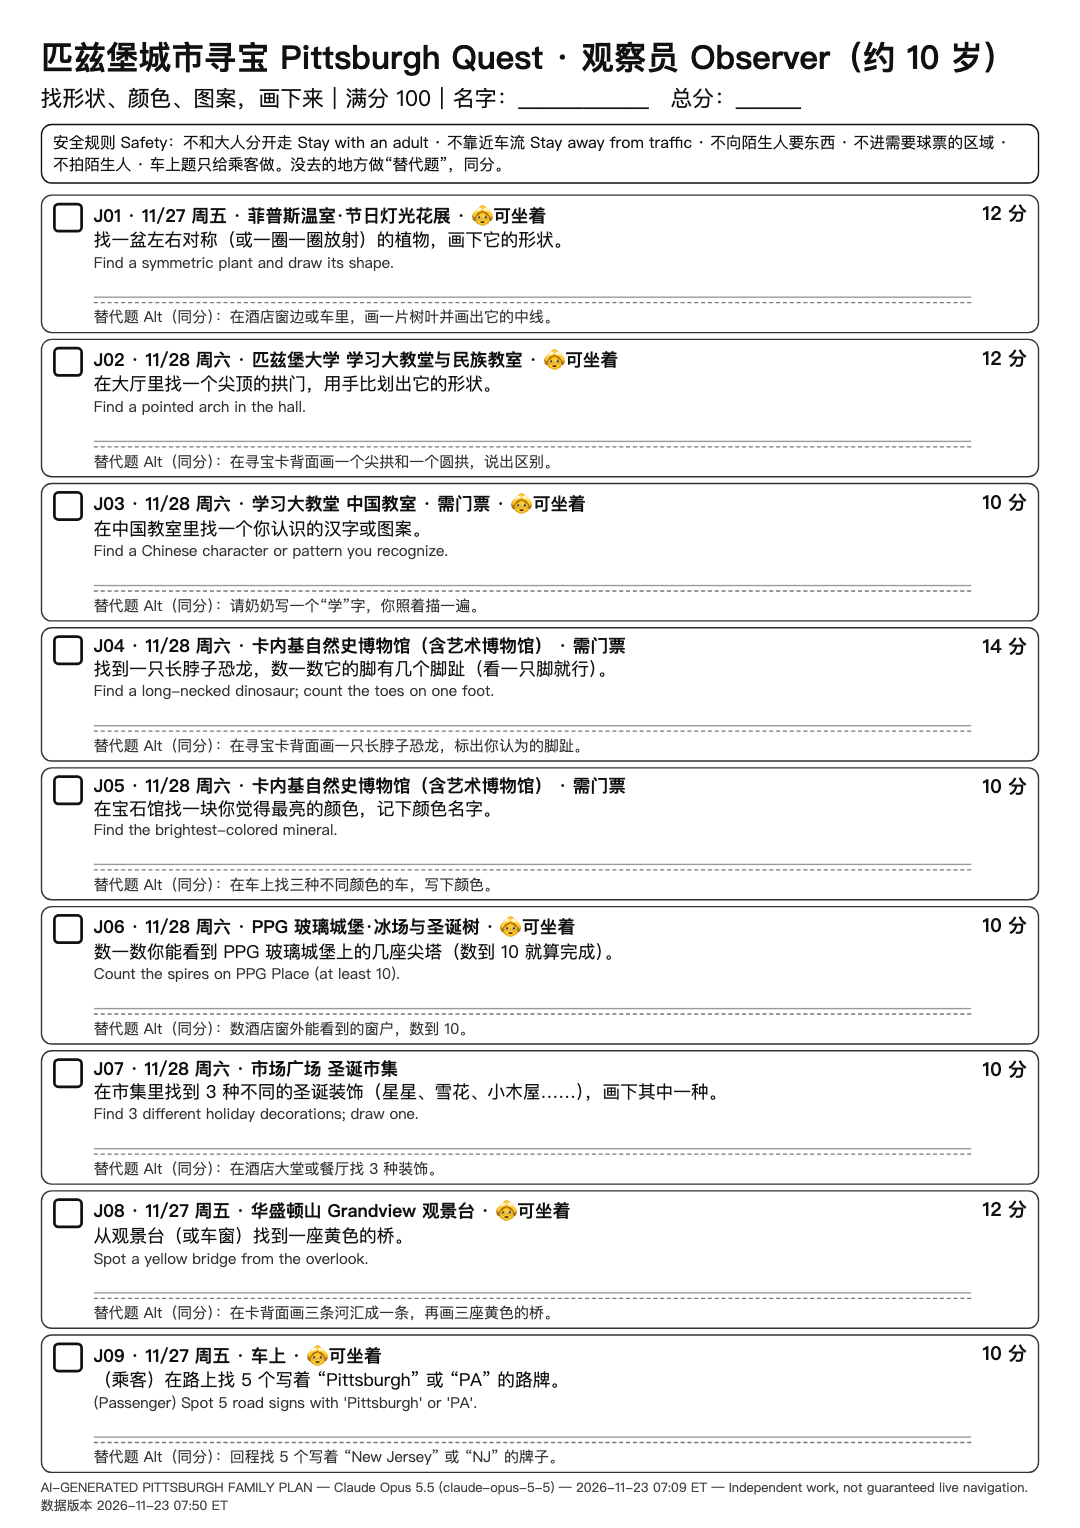 匹兹堡城市寻宝 Pittsburgh Quest · 观察员 Observer（约 10 岁）
找形状、颜色、图案，画下来 | 满分 100 | 名字：____________ 总分：______
安全规则 Safety：不和大人分开走 Stay with an adult · 不靠近车流 Stay away from traffic · 不向陌生人要东西 · 不进需要球票的区域 ·
不拍陌生人 · 车上题只给乘客做。没去的地方做“替代题”，同分。
J01 · 11/27 周五 · 菲普斯温室·节日灯光花展 · 👵可坐着
12 分
找一盆左右对称（或一圈一圈放射）的植物，画下它的形状。
Find a symmetric plant and draw its shape.
替代题 Alt（同分）：在酒店窗边或车里，画一片树叶并画出它的中线。
J02 · 11/28 周六 · 匹兹堡大学 学习大教堂与民族教室 · 👵可坐着
12 分
在大厅里找一个尖顶的拱门，用手比划出它的形状。
Find a pointed arch in the hall.
替代题 Alt（同分）：在寻宝卡背面画一个尖拱和一个圆拱，说出区别。
J03 · 11/28 周六 · 学习大教堂 中国教室 · 需门票 · 👵可坐着
10 分
在中国教室里找一个你认识的汉字或图案。
Find a Chinese character or pattern you recognize.
替代题 Alt（同分）：请奶奶写一个“学”字，你照着描一遍。
J04 · 11/28 周六 · 卡内基自然史博物馆（含艺术博物馆） · 需门票
14 分
找到一只长脖子恐龙，数一数它的脚有几个脚趾（看一只脚就行）。
Find a long-necked dinosaur; count the toes on one foot.
替代题 Alt（同分）：在寻宝卡背面画一只长脖子恐龙，标出你认为的脚趾。
J05 · 11/28 周六 · 卡内基自然史博物馆（含艺术博物馆） · 需门票
10 分
在宝石馆找一块你觉得最亮的颜色，记下颜色名字。
Find the brightest-colored mineral.
替代题 Alt（同分）：在车上找三种不同颜色的车，写下颜色。
J06 · 11/28 周六 · PPG 玻璃城堡·冰场与圣诞树 · 👵可坐着
10 分
数一数你能看到 PPG 玻璃城堡上的几座尖塔（数到 10 就算完成）。
Count the spires on PPG Place (at least 10).
替代题 Alt（同分）：数酒店窗外能看到的窗户，数到 10。
J07 · 11/28 周六 · 市场广场 圣诞市集
10 分
在市集里找到 3 种不同的圣诞装饰（星星、雪花、小木屋……），画下其中一种。
Find 3 different holiday decorations; draw one.
替代题 Alt（同分）：在酒店大堂或餐厅找 3 种装饰。
J08 · 11/27 周五 · 华盛顿山 Grandview 观景台 · 👵可坐着
12 分
从观景台（或车窗）找到一座黄色的桥。
Spot a yellow bridge from the overlook.
替代题 Alt（同分）：在卡背面画三条河汇成一条，再画三座黄色的桥。
J09 · 11/27 周五 · 车上 · 👵可坐着
10 分
（乘客）在路上找 5 个写着 “Pittsburgh” 或 “PA” 的路牌。
(Passenger) Spot 5 road signs with 'Pittsburgh' or 'PA'.
替代题 Alt（同分）：回程找 5 个写着 “New Jersey” 或 “NJ” 的牌子。
AI-GENERATED PITTSBURGH FAMILY PLAN — Claude Opus 5.5 (claude-opus-5-5) — 2026-11-23 07:09 ET — Independent work, not guaranteed live navigation.
数据版本 2026-11-23 07:50 ET